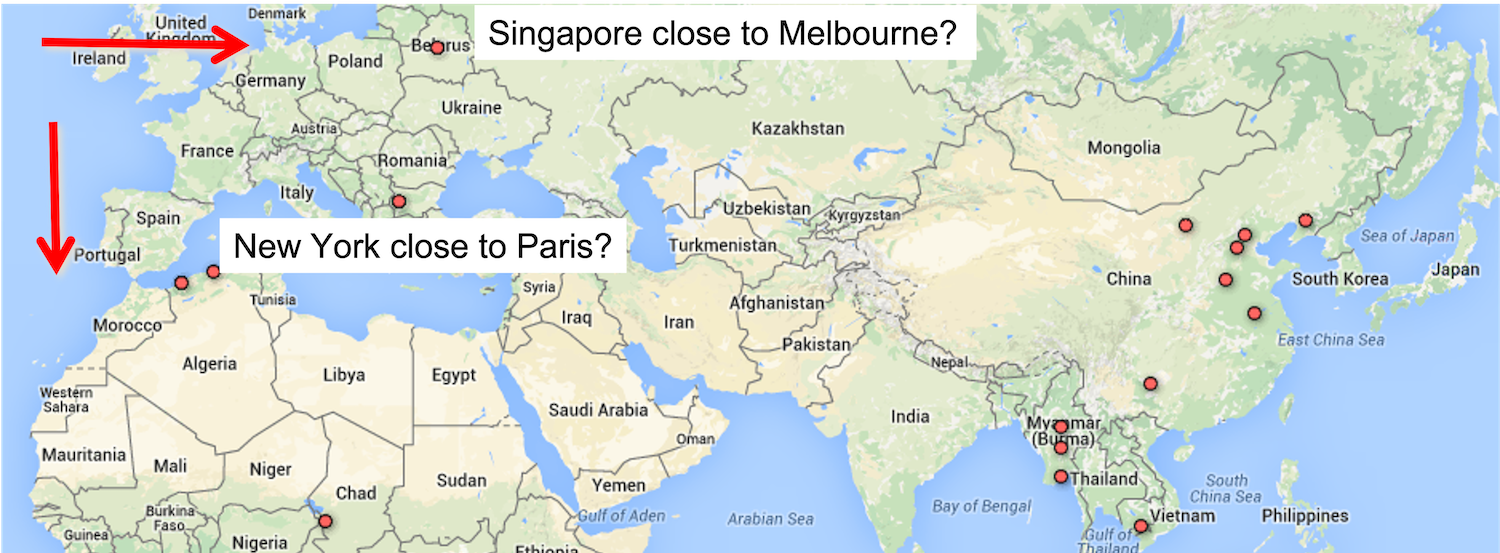 Denmark
United
Kingdom
Ireland
Belarus
Singapore close to Melbourne?
Poland
Germany
Ukraine
Austria
Kazakhstan
France
Romania
Mongolia
Italy
Spain
Uzbekistan
Kyrgyzstan
New York close to Paris?
Portugal
Turkmenistan
Sea of Japan
China
South Korea
Japan
Syria
Tunisia
Afghanistan
Morocco
Iraq
Iran
Pakistan
East China Sea
Nepal
Algeria
Libya
Egypt
Western
Sahara
Saudi Arabia
India
Myanmar
(Burma)
Oman
Mauritania
Mali
Niger
Sudan
Thailand
Chad
Yemen
South
China Sea
Bay of Bengal
Burkina
Faso
Gulf of Aden
Arabian Sea
Vietnam
Philippines
Guinea
Nigeria
Ethiopia
Gulf of
Thailand